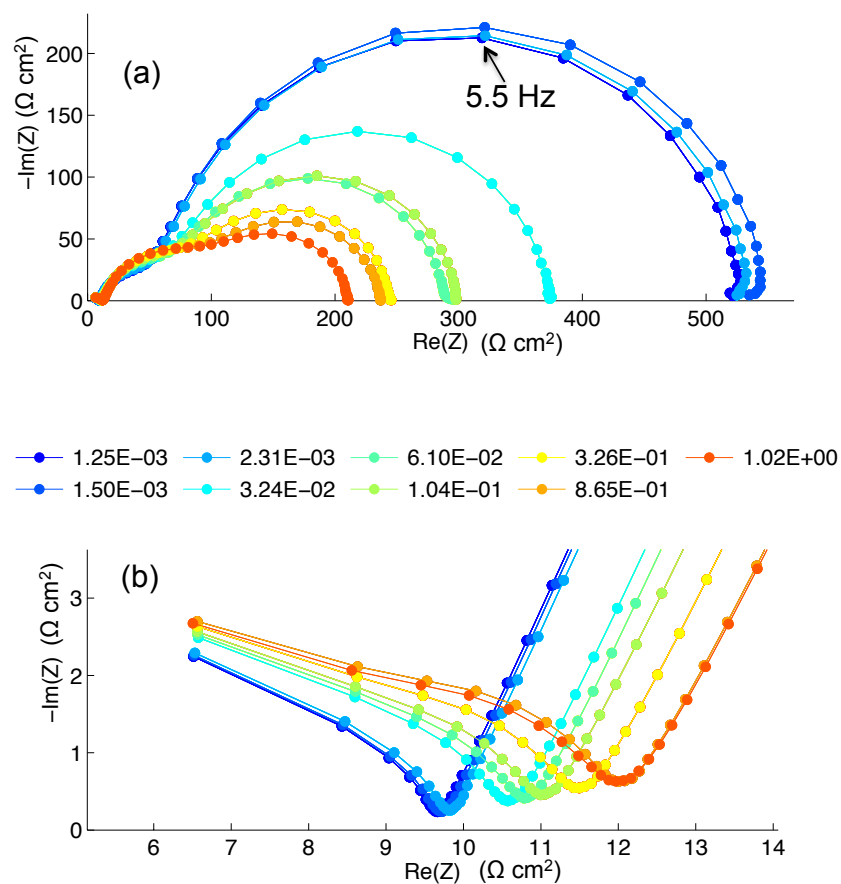 200
150
100
50
0
−Im(Z) (Ω cm²)
(a)
5.5 Hz
0 100 200 300 400 500
Re(Z) (Ω cm²)
1.25E−03 2.31E−03 6.10E−02 3.26E−01 1.02E+00
1.50E−03 3.24E−02 1.04E−01 8.65E−01
3
2
1
0
−Im(Z) (Ω cm²)
(b)
6 7 8 9 10 11 12 13 14
Re(Z) (Ω cm²)